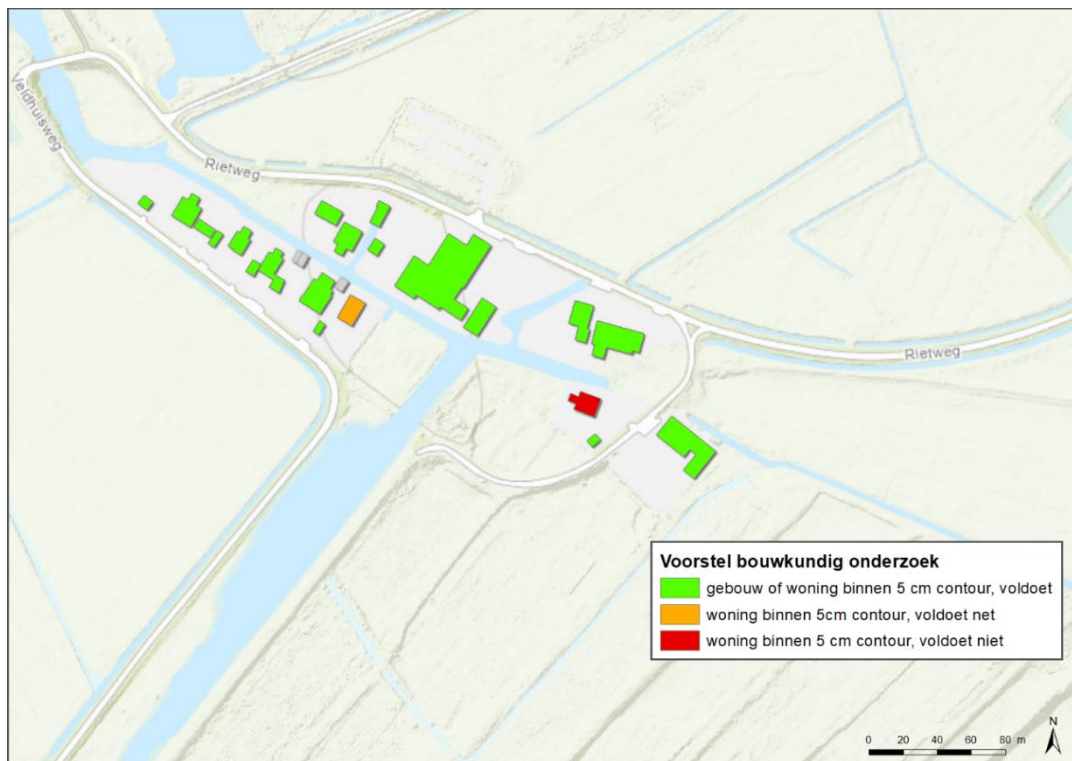 Veldhuisweg
Rietweg
Rietweg
Voorstel bouwkundig onderzoek
gebouw of woning binnen 5 cm contour, voldoet
woning binnen 5cm contour, voldoet net
woning binnen 5 cm contour, voldoet niet
N
0 20 40 60 80 m